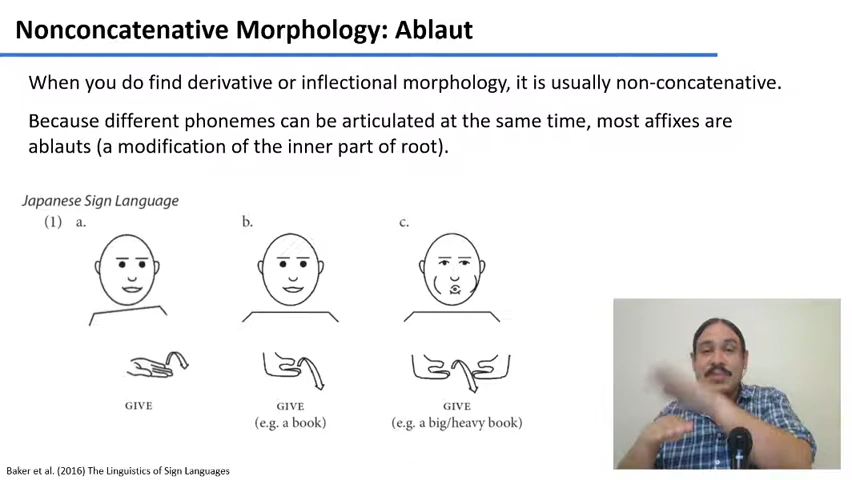 Nonconcatenative Morphology: Ablaut
When you do find derivative or inflectional morphology, it is usually non-concatenative.
Because different phonemes can be articulated at the same time, most affixes are
ablauts (a modification of the inner part of root).
Japanese Sign Language
(1) a. b. c.
GIVE GIVE GIVE
(e.g. a book) (e.g. a big/heavy book)
Baker et al. (2016) The Linguistics of Sign Languages